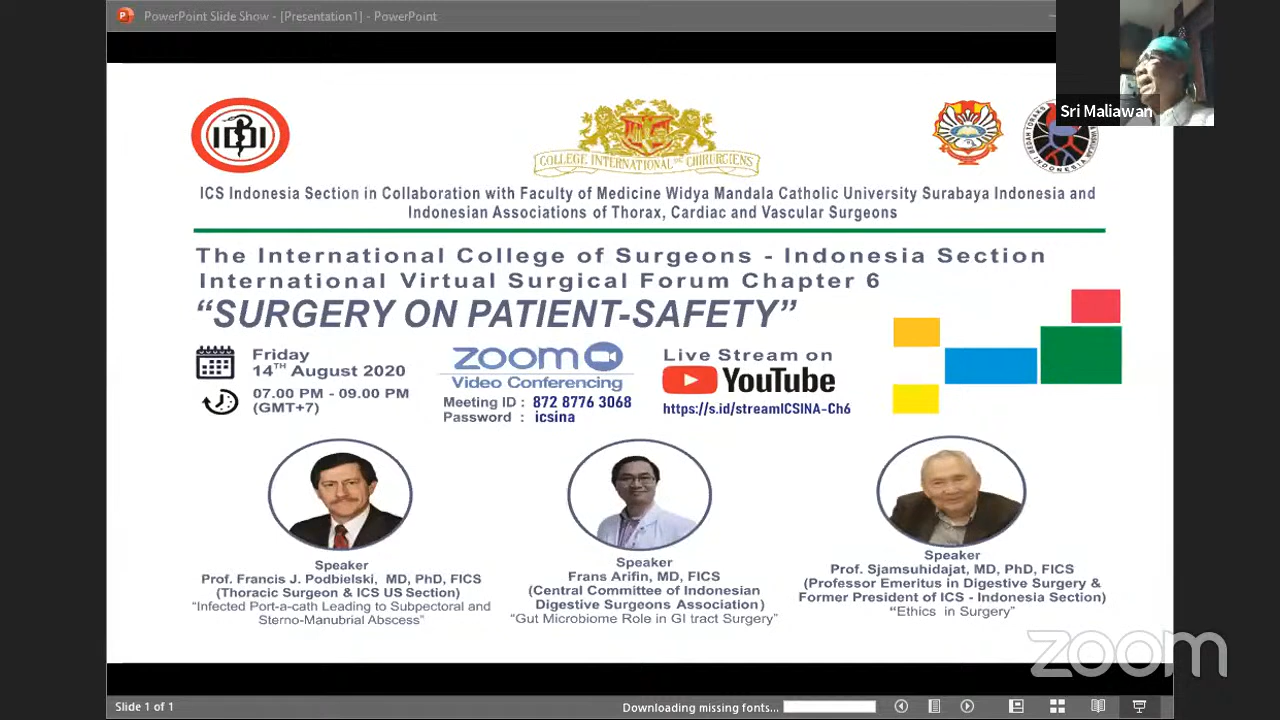 PowerPoint Slide Show - [Presentation1] - PowerPoint
Sri Maliawan
IDI
COLLEGE INTERNATIONAL DE CHIRURGIENS
ICS Indonesia Section in Collaboration with Faculty of Medicine Widya Mandala Catholic University Surabaya Indonesia and
Indonesian Associations of Thorax, Cardiac and Vascular Surgeons
The International College of Surgeons - Indonesia Section
International Virtual Surgical Forum Chapter 6
“SURGERY ON PATIENT-SAFETY”
Friday
14TH August 2020
07.00 PM - 09.00 PM
(GMT+7)
zoom
Video Conferencing
Meeting ID : 872 8776 3068
Password : icsina
Live Stream on
YouTube
https://s.id/streamICSINA-Ch6
Speaker
Prof. Francis J. Podbielski, MD, PhD, FICS
(Thoracic Surgeon & ICS US Section)
“Infected Port-a-cath Leading to Subpectoral and
Sterno-Manubrial Abscess”
Speaker
Frans Arifin, MD, FICS
(Central Committee of Indonesian
Digestive Surgeons Association)
“Gut Microbiome Role in GI tract Surgery”
Speaker
Prof. Sjamsuhidajat, MD, PhD, FICS
(Professor Emeritus in Digestive Surgery &
Former President of ICS - Indonesia Section)
“Ethics in Surgery”
zoom
Slide 1 of 1
Downloading missing fonts...